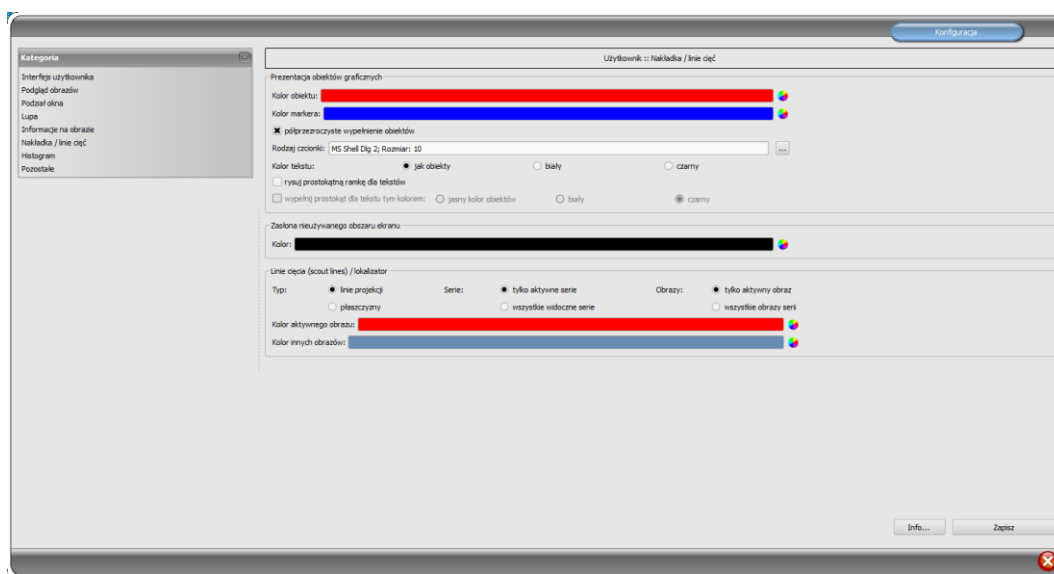 Konfiguracja
Kategoria
Interfejs użytkownika
Podgląd obrazów
Podział okna
Lupa
Informacje na obrazie
Nakładka / linie cięć
Histogram
Pozostałe
Użytkownik :: Nakładka / linie cięć
Prezentacja obiektów graficznych
Kolor obiektu:
Kolor markera:
półprzezroczyste wypełnienie obiektów
Rodzaj czcionki: MS Shell Dlg 2; Rozmiar: 10 ...
Kolor tekstu: jak obiekty biały czarny
rysuj prostokątną ramkę dla tekstów
wypełnij prostokąt dla tekstu tym kolorem: jasny kolor obiektów biały czarny
Zasłona nieużywanego obszaru ekranu
Kolor:
Linie cięcia (scout lines) / lokalizator
Typ: linie projekcji Serie: tylko aktywne serie Obrazy: tylko aktywny obraz
płaszczyzny wszystkie widoczne serie wszystkie obrazy serii
Kolor aktywnego obrazu:
Kolor innych obrazów:
Info... Zapisz